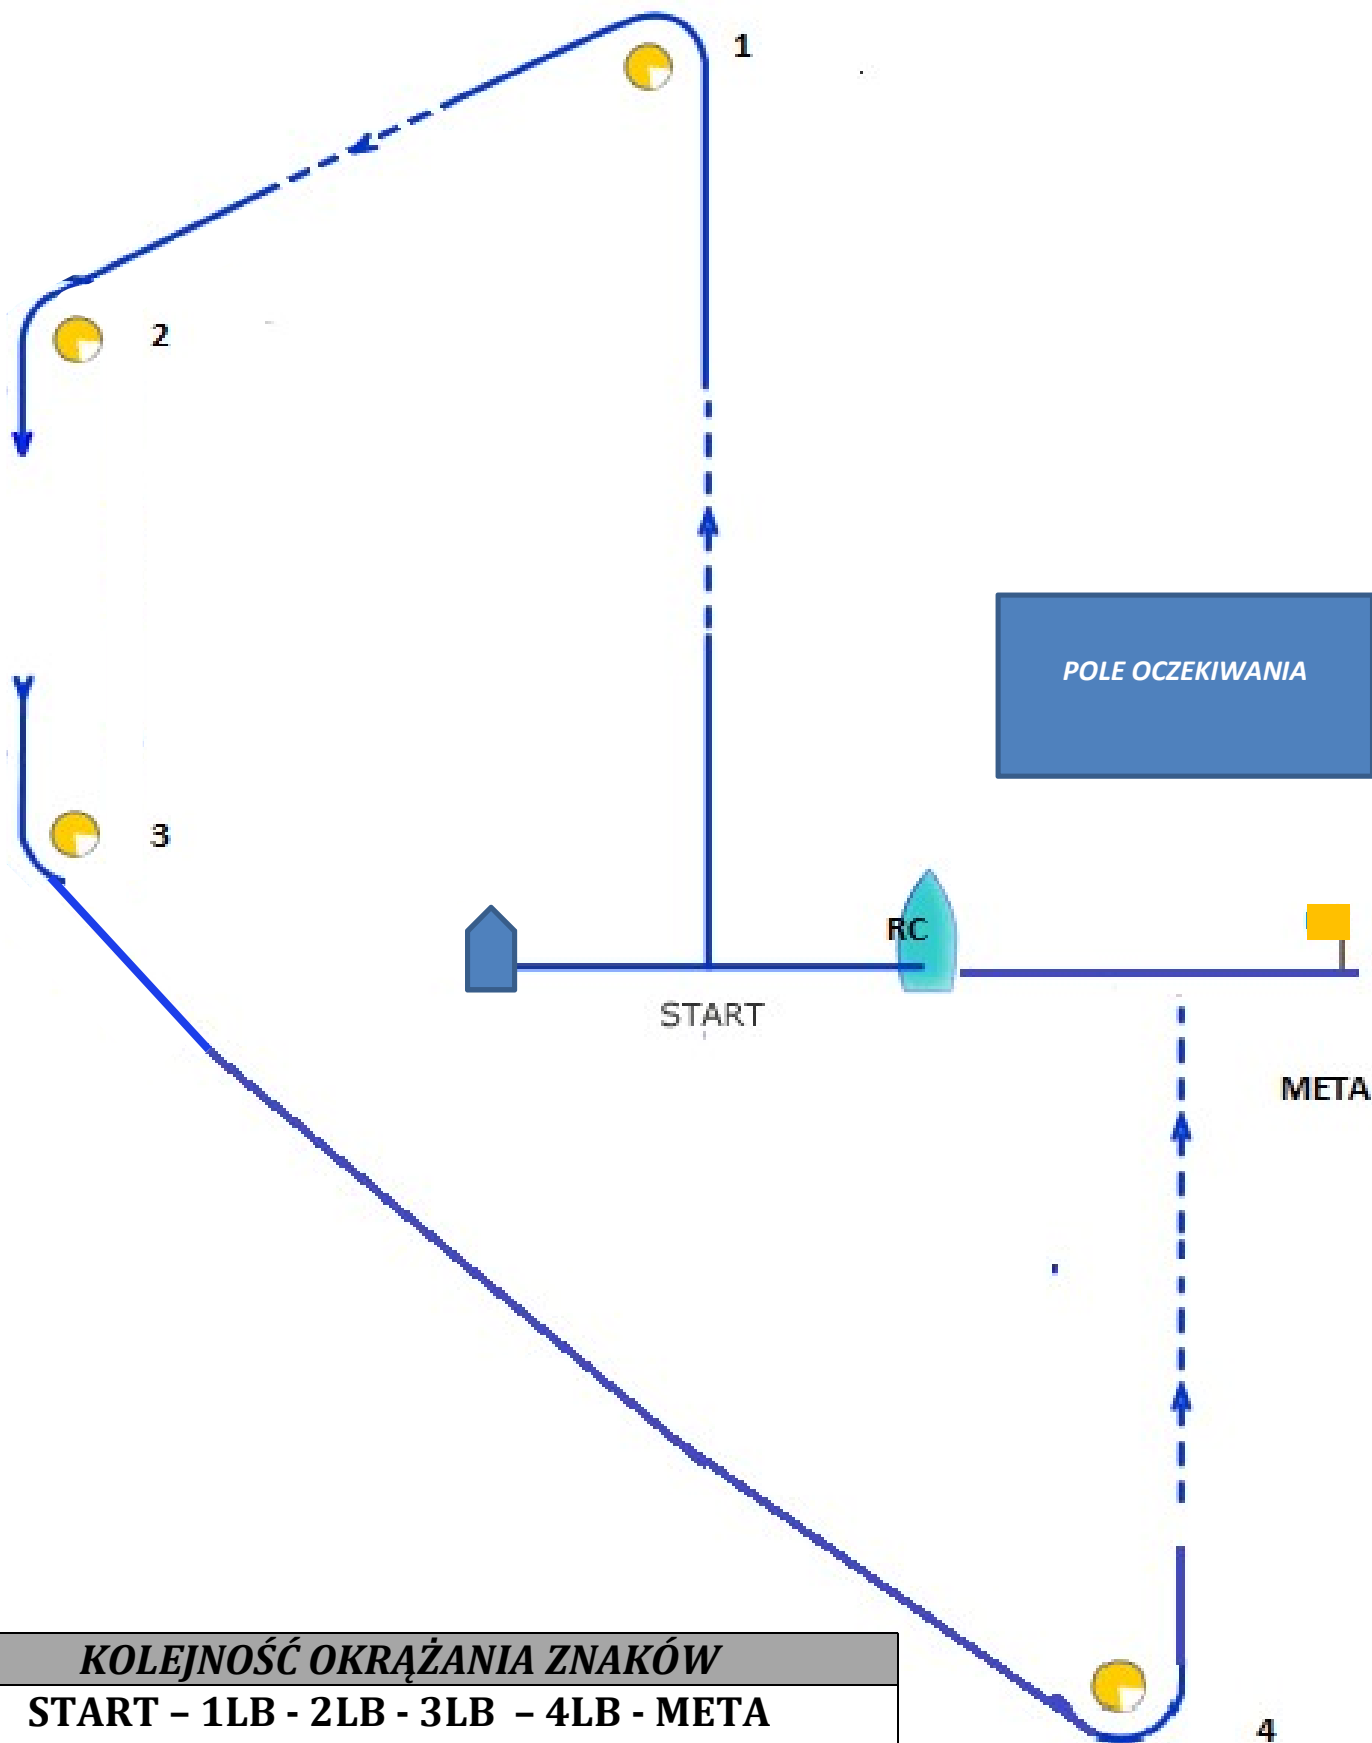 1
2
POLE OCZEKIWANIA
3
RC
START
META
KOLEJNOŚĆ OKRĄŻANIA ZNAKÓW
START – 1LB - 2LB - 3LB – 4LB - META
4